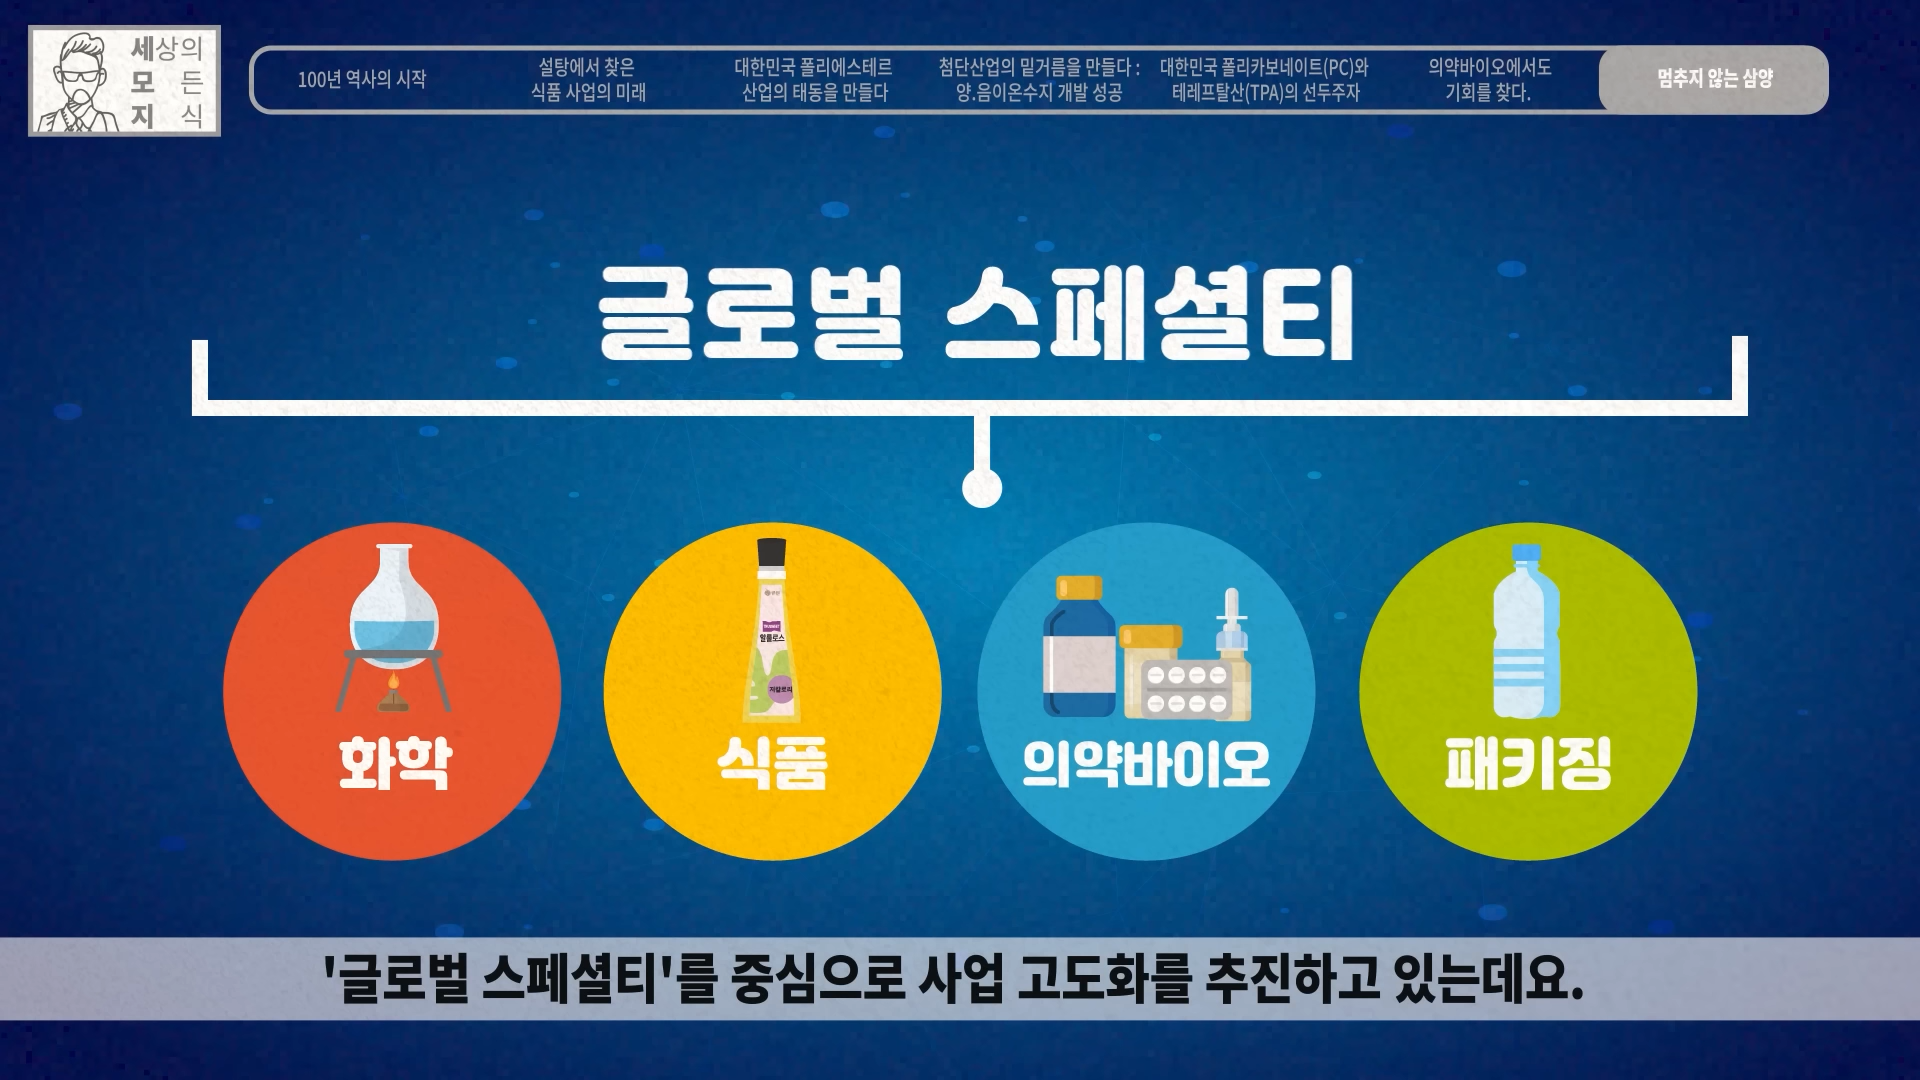 세상의
모든
지식
100년 역사의 시작
설탕에서 찾은
식품 사업의 미래
대한민국 폴리에스테르
산업의 태동을 만들다
첨단산업의 밑거름을 만들다 :
양.음이온수지 개발 성공
대한민국 폴리카보네이트(PC)와
테레프탈산(TPA)의 선두주자
의약바이오에서도
기회를 찾다.
멈추지 않는 삼양
글로벌 스페셜티
알룰로스
저칼로리
화학
식품
의약바이오
패키징
'글로벌 스페셜티'를 중심으로 사업 고도화를 추진하고 있는데요.